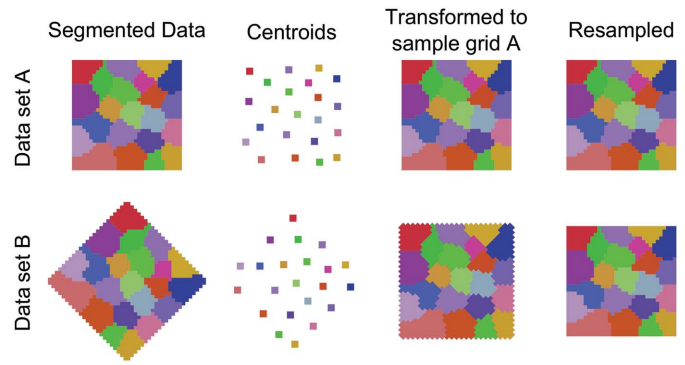 Segmented Data
Centroids
Transformed to
sample grid A
Resampled
Data set A
Data set B